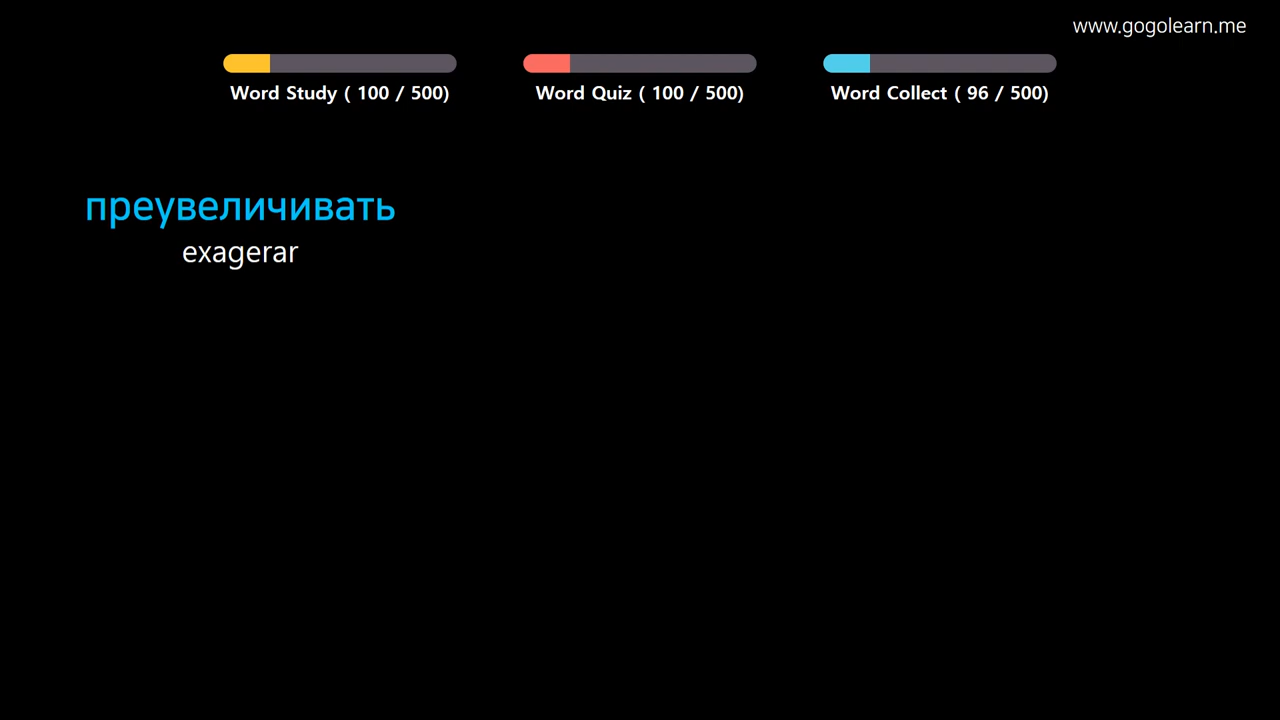 www.gogolearn.me
Word Study ( 100 / 500)
Word Quiz ( 100 / 500)
Word Collect ( 96 / 500)
преувеличивать
exagerar